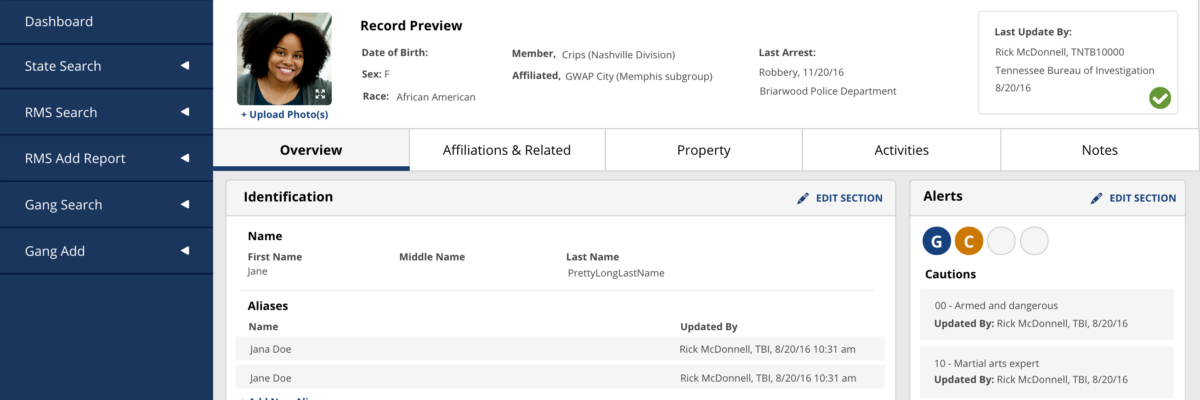 Dashboard
State Search
RMS Search
RMS Add Report
Gang Search
Gang Add
+ Upload Photo(s)
Record Preview
Date of Birth:
Sex: F
Race: African American
Member, Crips (Nashville Division)
Affiliated, GWAP City (Memphis subgroup)
Last Arrest:
Robbery, 11/20/16
Briarwood Police Department
Last Update By:
Rick McDonnell, TNTB10000
Tennessee Bureau of Investigation
8/20/16
Overview Affiliations & Related Property Activities Notes
Identification EDIT SECTION
Name
First Name Middle Name Last Name
Jane PrettyLongLastName
Aliases
Name Updated By
Jana Doe Rick McDonnell, TBI, 8/20/16 10:31 am
Jane Doe Rick McDonnell, TBI, 8/20/16 10:31 am
Alerts EDIT SECTION
G C
Cautions
00 - Armed and dangerous
Updated By: Rick McDonnell, TBI, 8/20/16
10 - Martial arts expert
Updated By: Rick McDonnell, TBI, 8/20/16